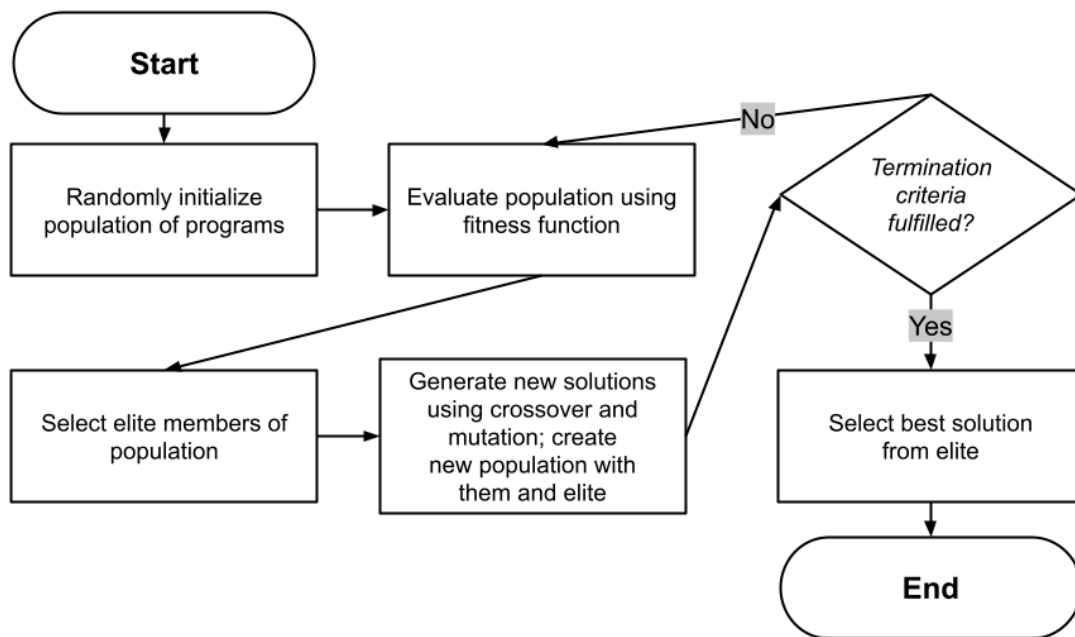 Start
Randomly initialize
population of programs
Evaluate population using
fitness function
No
Termination
criteria
fulfilled?
Yes
Select elite members of
population
Generate new solutions
using crossover and
mutation; create
new population with
them and elite
Select best solution
from elite
End